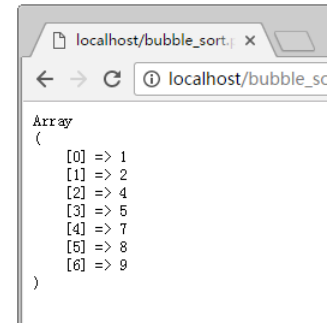 localhost/bubble_sort.p
localhost/bubble_so
Array
(
[0] => 1
[1] => 2
[2] => 4
[3] => 5
[4] => 7
[5] => 8
[6] => 9
)